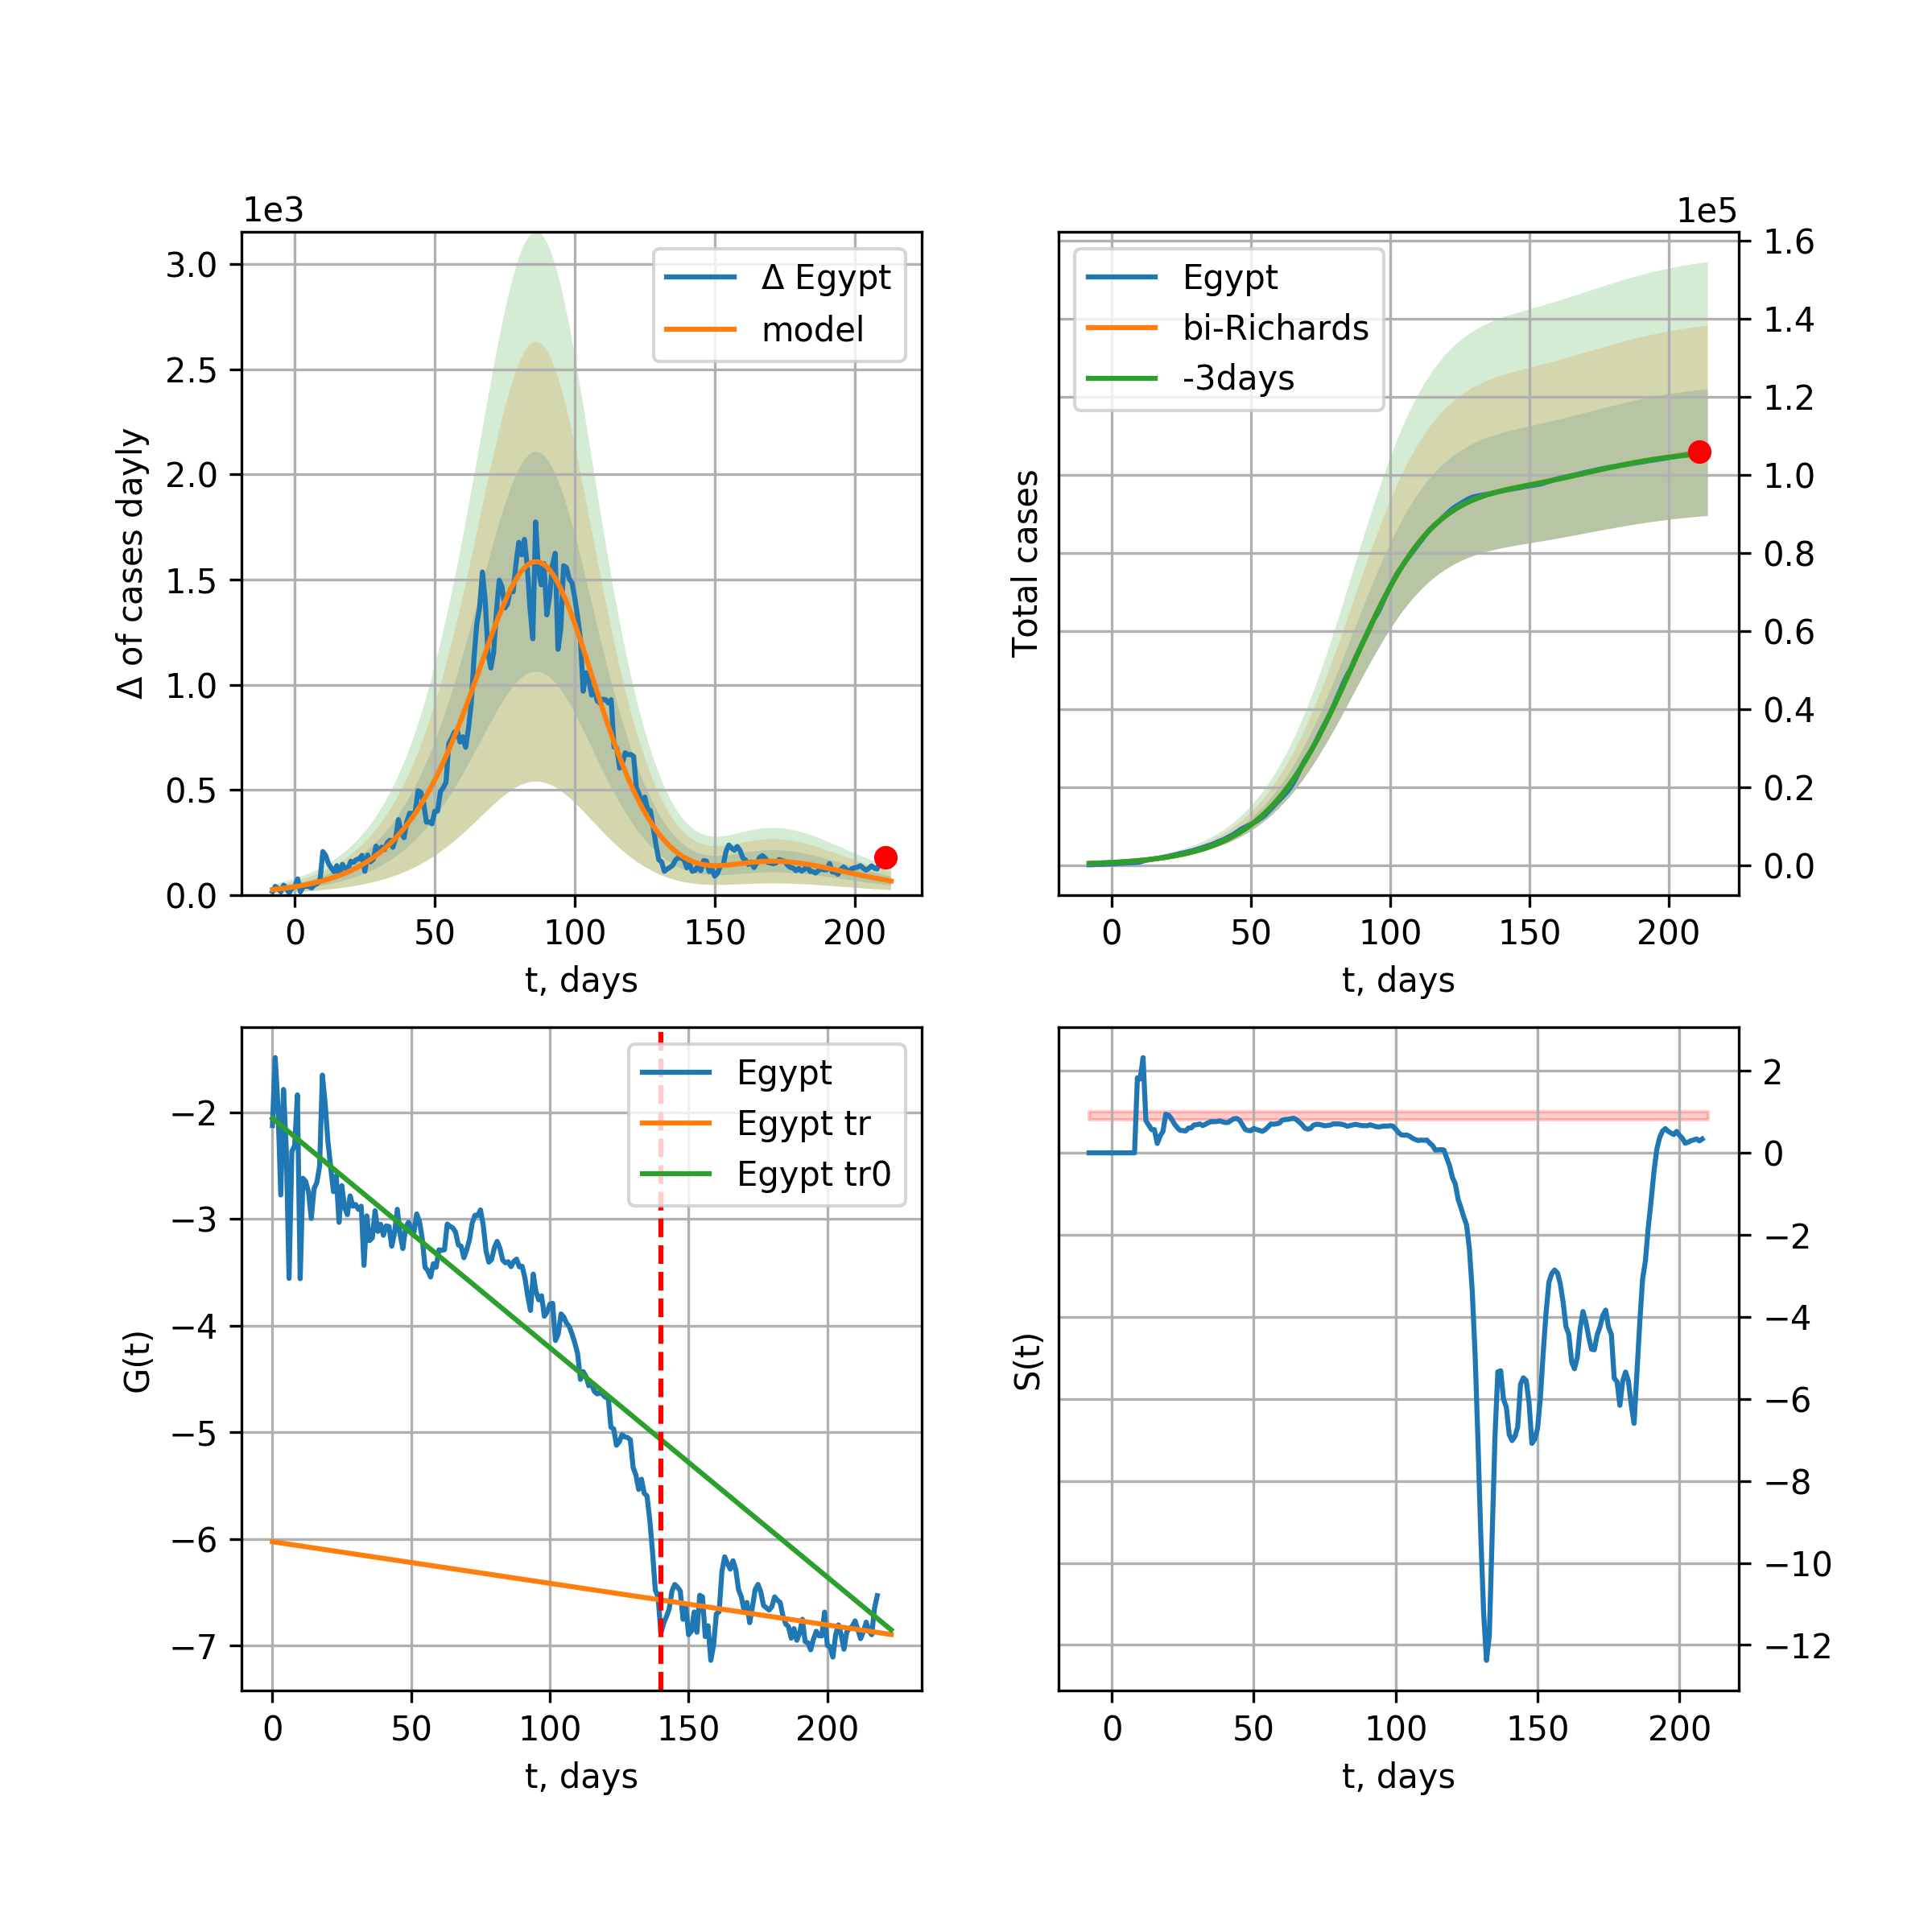 1e3
3.0
2.5
2.0
1.5
1.0
0.5
0.0
Δ of cases dayly
Δ Egypt
model
0 50 100 150 200
t, days
1e5
1.6
1.4
1.2
1.0
0.8
0.6
0.4
0.2
0.0
Total cases
Egypt
bi-Richards
-3days
0 50 100 150 200
t, days
−2
−3
−4
−5
−6
−7
G(t)
Egypt
Egypt tr
Egypt tr0
0 50 100 150 200
t, days
2
0
−2
−4
−6
−8
−10
−12
S(t)
0 50 100 150 200
t, days